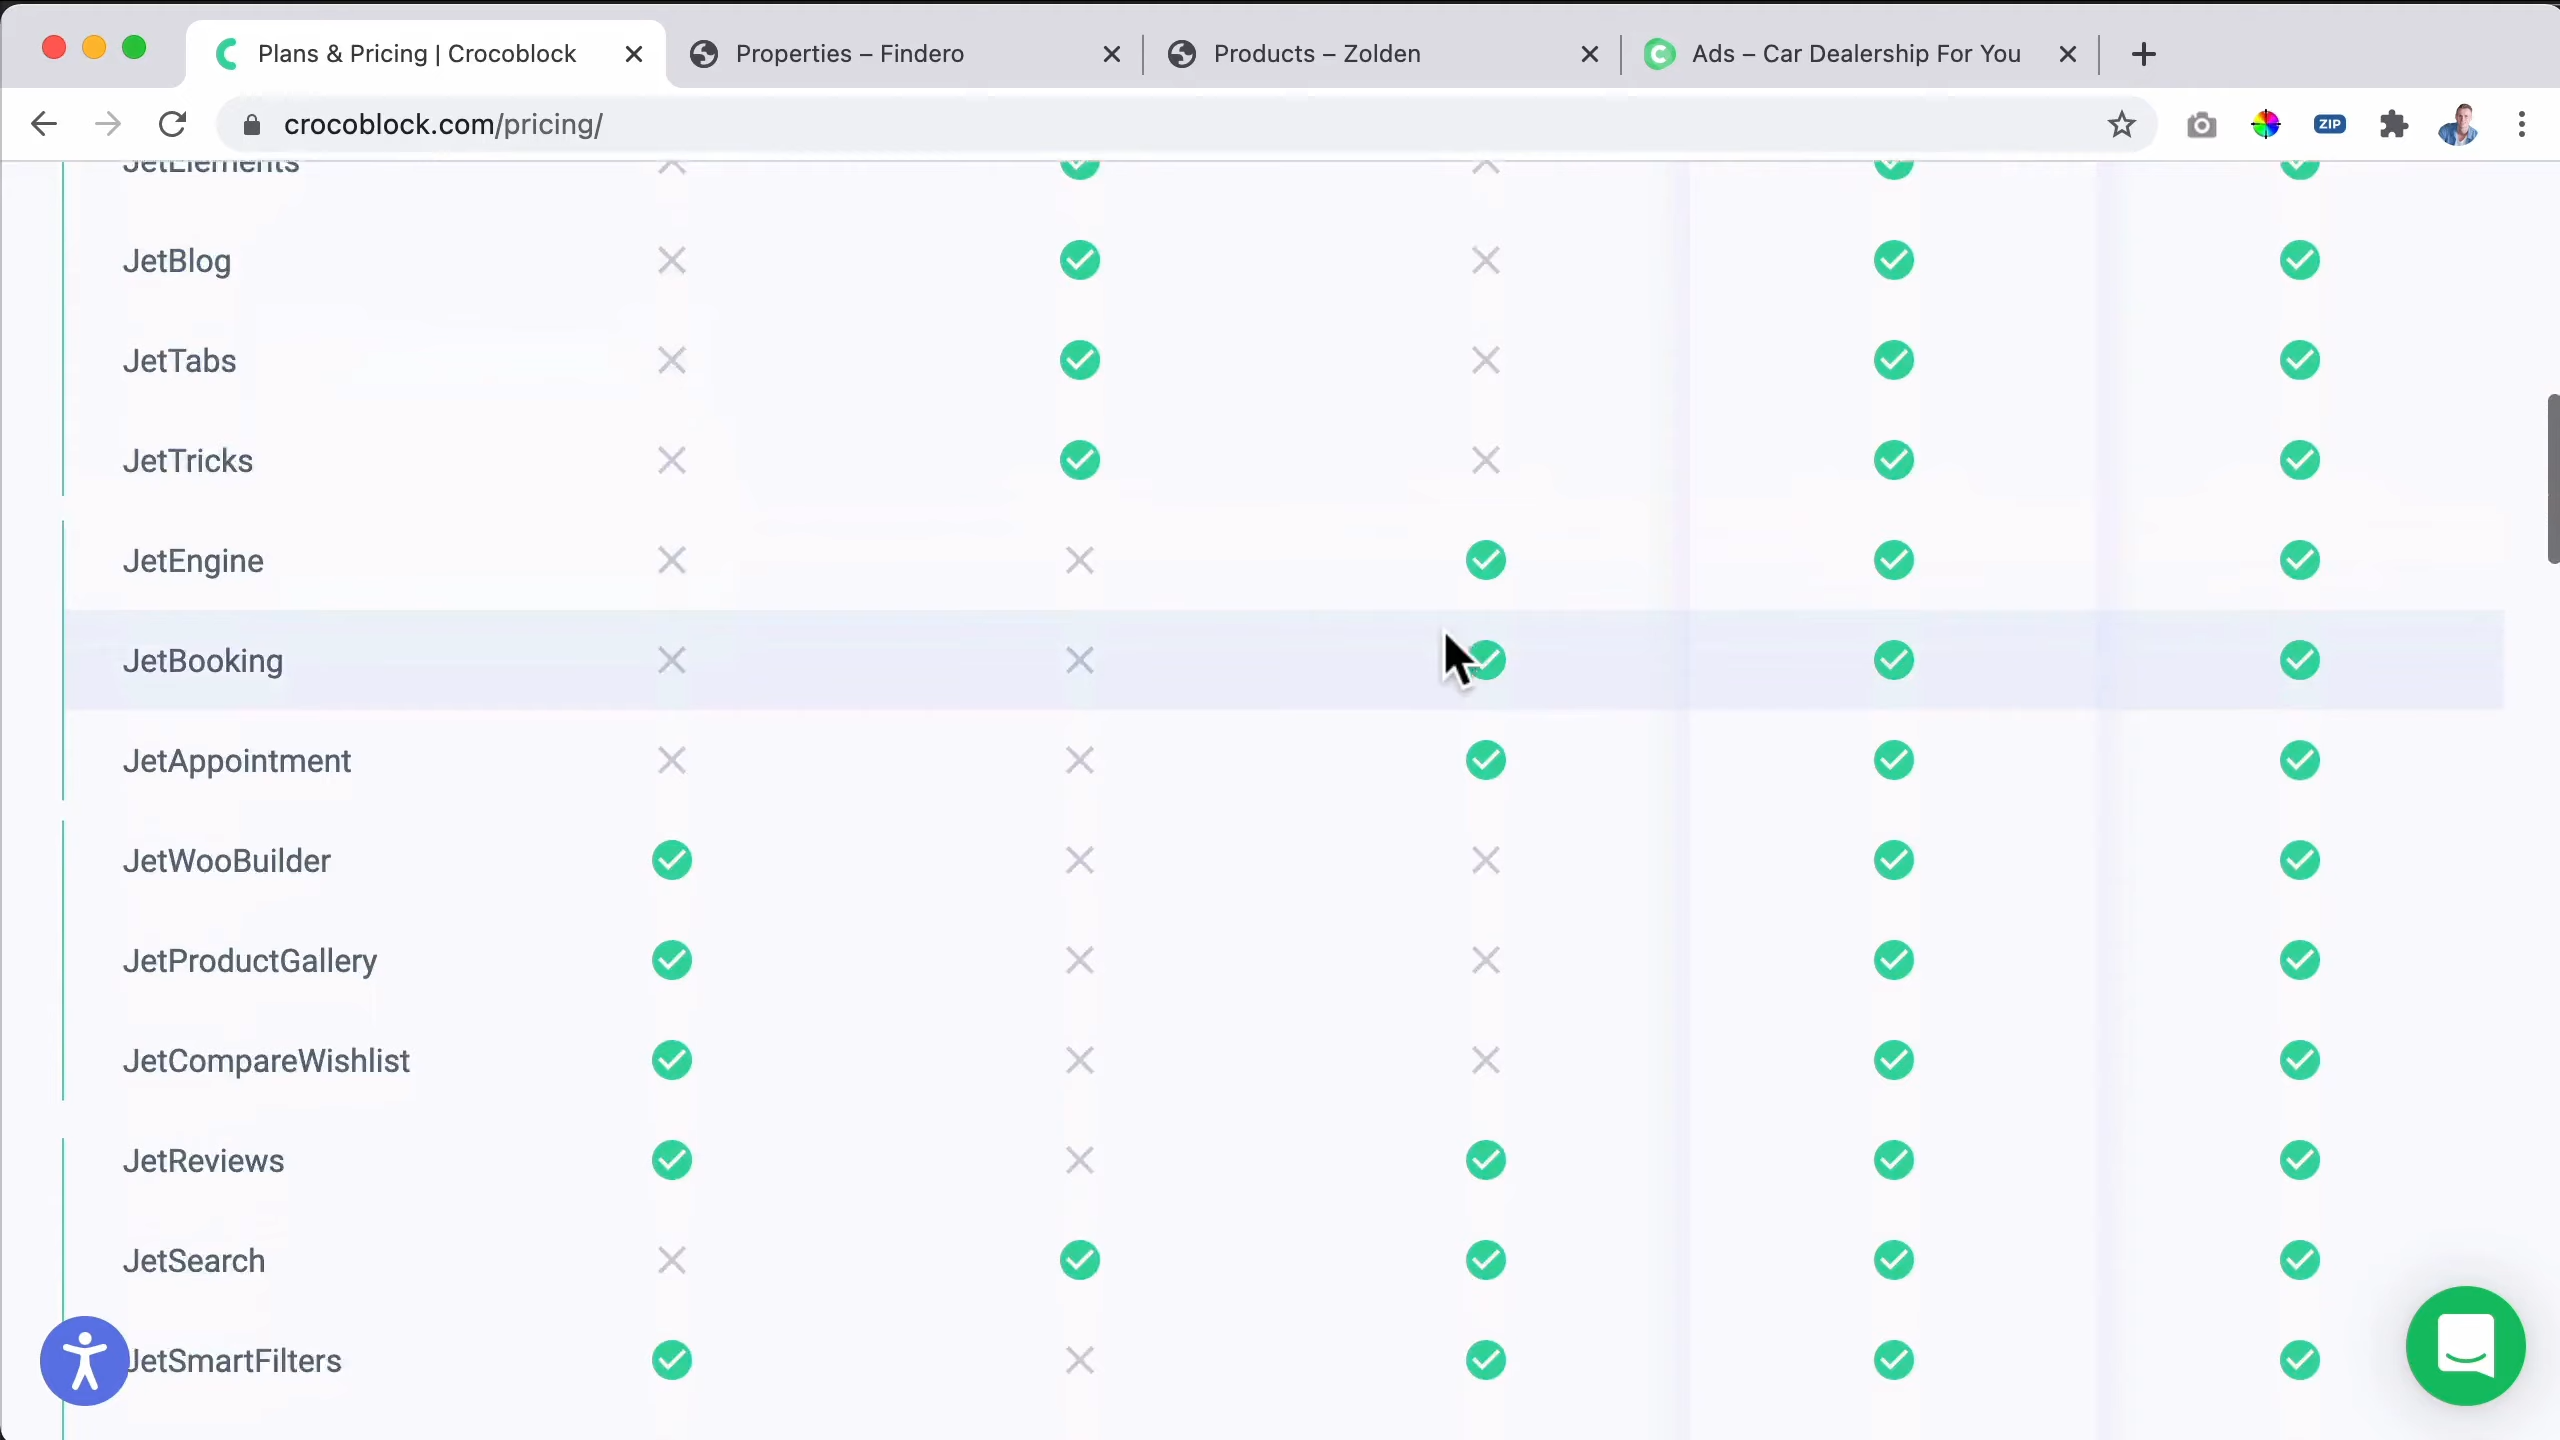 Plans & Pricing | Crocoblock
Properties – Findero
Products – Zolden
Ads – Car Dealership For You
crocoblock.com/pricing/
ZIP
JetElements
JetBlog
JetTabs
JetTricks
JetEngine
JetBooking
JetAppointment
JetWooBuilder
JetProductGallery
JetCompareWishlist
JetReviews
JetSearch
JetSmartFilters